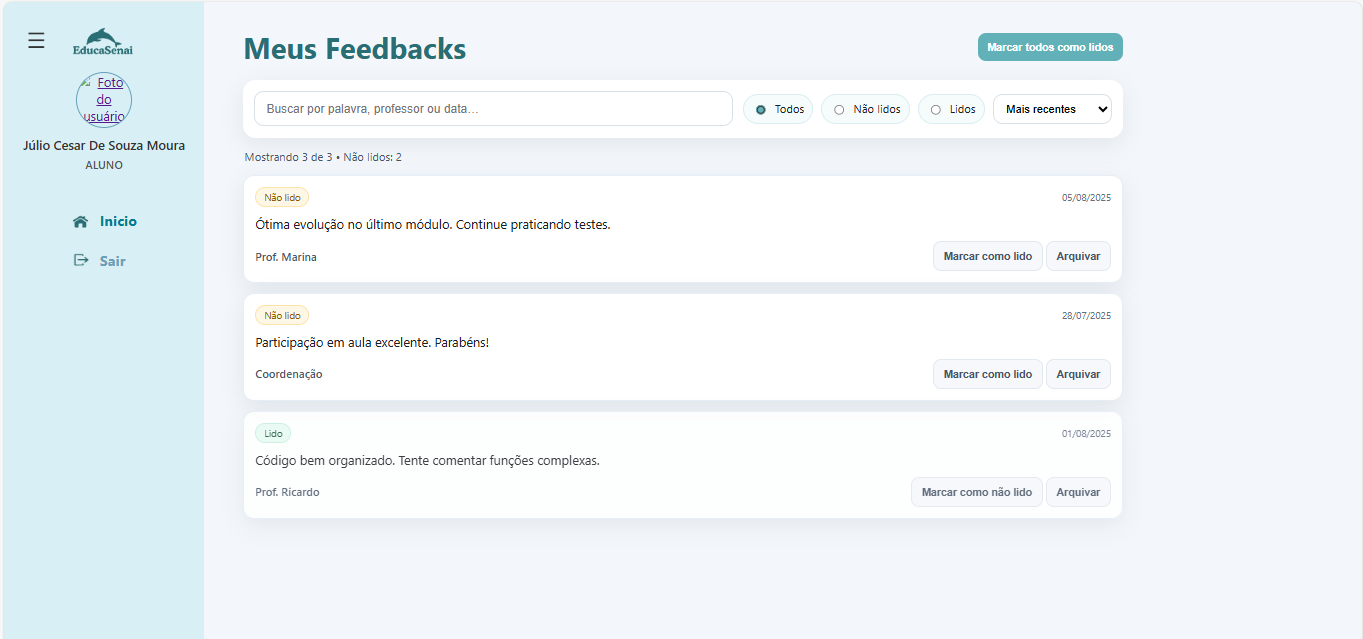 EducaSenai
Foto
do
usuário
Júlio Cesar De Souza Moura
ALUNO
Inicio
Sair
Meus Feedbacks
Marcar todos como lidos
Buscar por palavra, professor ou data…
Todos
Não lidos
Lidos
Mais recentes
Mostrando 3 de 3 • Não lidos: 2
Não lido
05/08/2025
Ótima evolução no último módulo. Continue praticando testes.
Prof. Marina
Marcar como lido
Arquivar
Não lido
28/07/2025
Participação em aula excelente. Parabéns!
Coordenação
Marcar como lido
Arquivar
Lido
01/08/2025
Código bem organizado. Tente comentar funções complexas.
Prof. Ricardo
Marcar como não lido
Arquivar